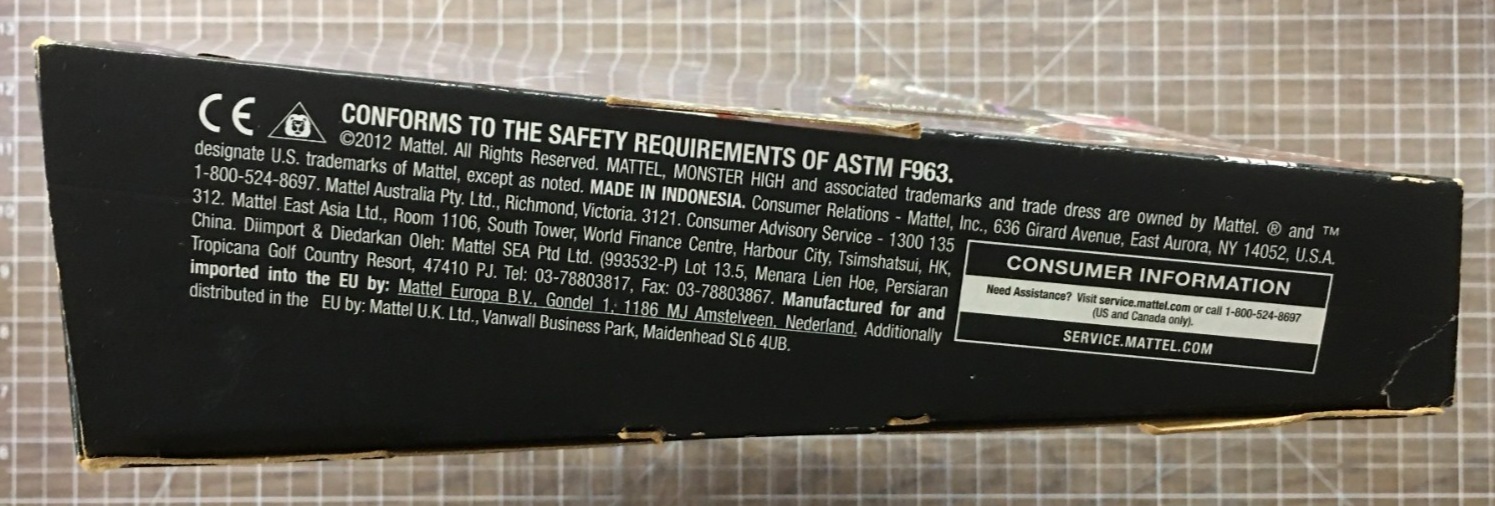 CE CONFORMS TO THE SAFETY REQUIREMENTS OF ASTM F963.
©2012 Mattel. All Rights Reserved. MATTEL, MONSTER HIGH and associated trademarks and trade dress are owned by Mattel. ® and ™
designate U.S. trademarks of Mattel, except as noted. MADE IN INDONESIA. Consumer Relations - Mattel, Inc., 636 Girard Avenue, East Aurora, NY 14052, U.S.A.
1-800-524-8697. Mattel Australia Pty. Ltd., Richmond, Victoria. 3121. Consumer Advisory Service - 1300 135
312. Mattel East Asia Ltd., Room 1106, South Tower, World Finance Centre, Harbour City, Tsimshatsui, HK,
China. Diimport & Diedarkan Oleh: Mattel SEA Ptd Ltd. (993532-P) Lot 13.5, Menara Lien Hoe, Persiaran
Tropicana Golf Country Resort, 47410 PJ. Tel: 03-78803817, Fax: 03-78803867. Manufactured for and
imported into the EU by: Mattel Europa B.V., Gondel 1,; 1186 MJ Amstelveen, Nederland. Additionally
distributed in the EU by: Mattel U.K. Ltd., Vanwall Business Park, Maidenhead SL6 4UB.
CONSUMER INFORMATION
Need Assistance? Visit service.mattel.com or call 1-800-524-8697
(US and Canada only).
SERVICE.MATTEL.COM